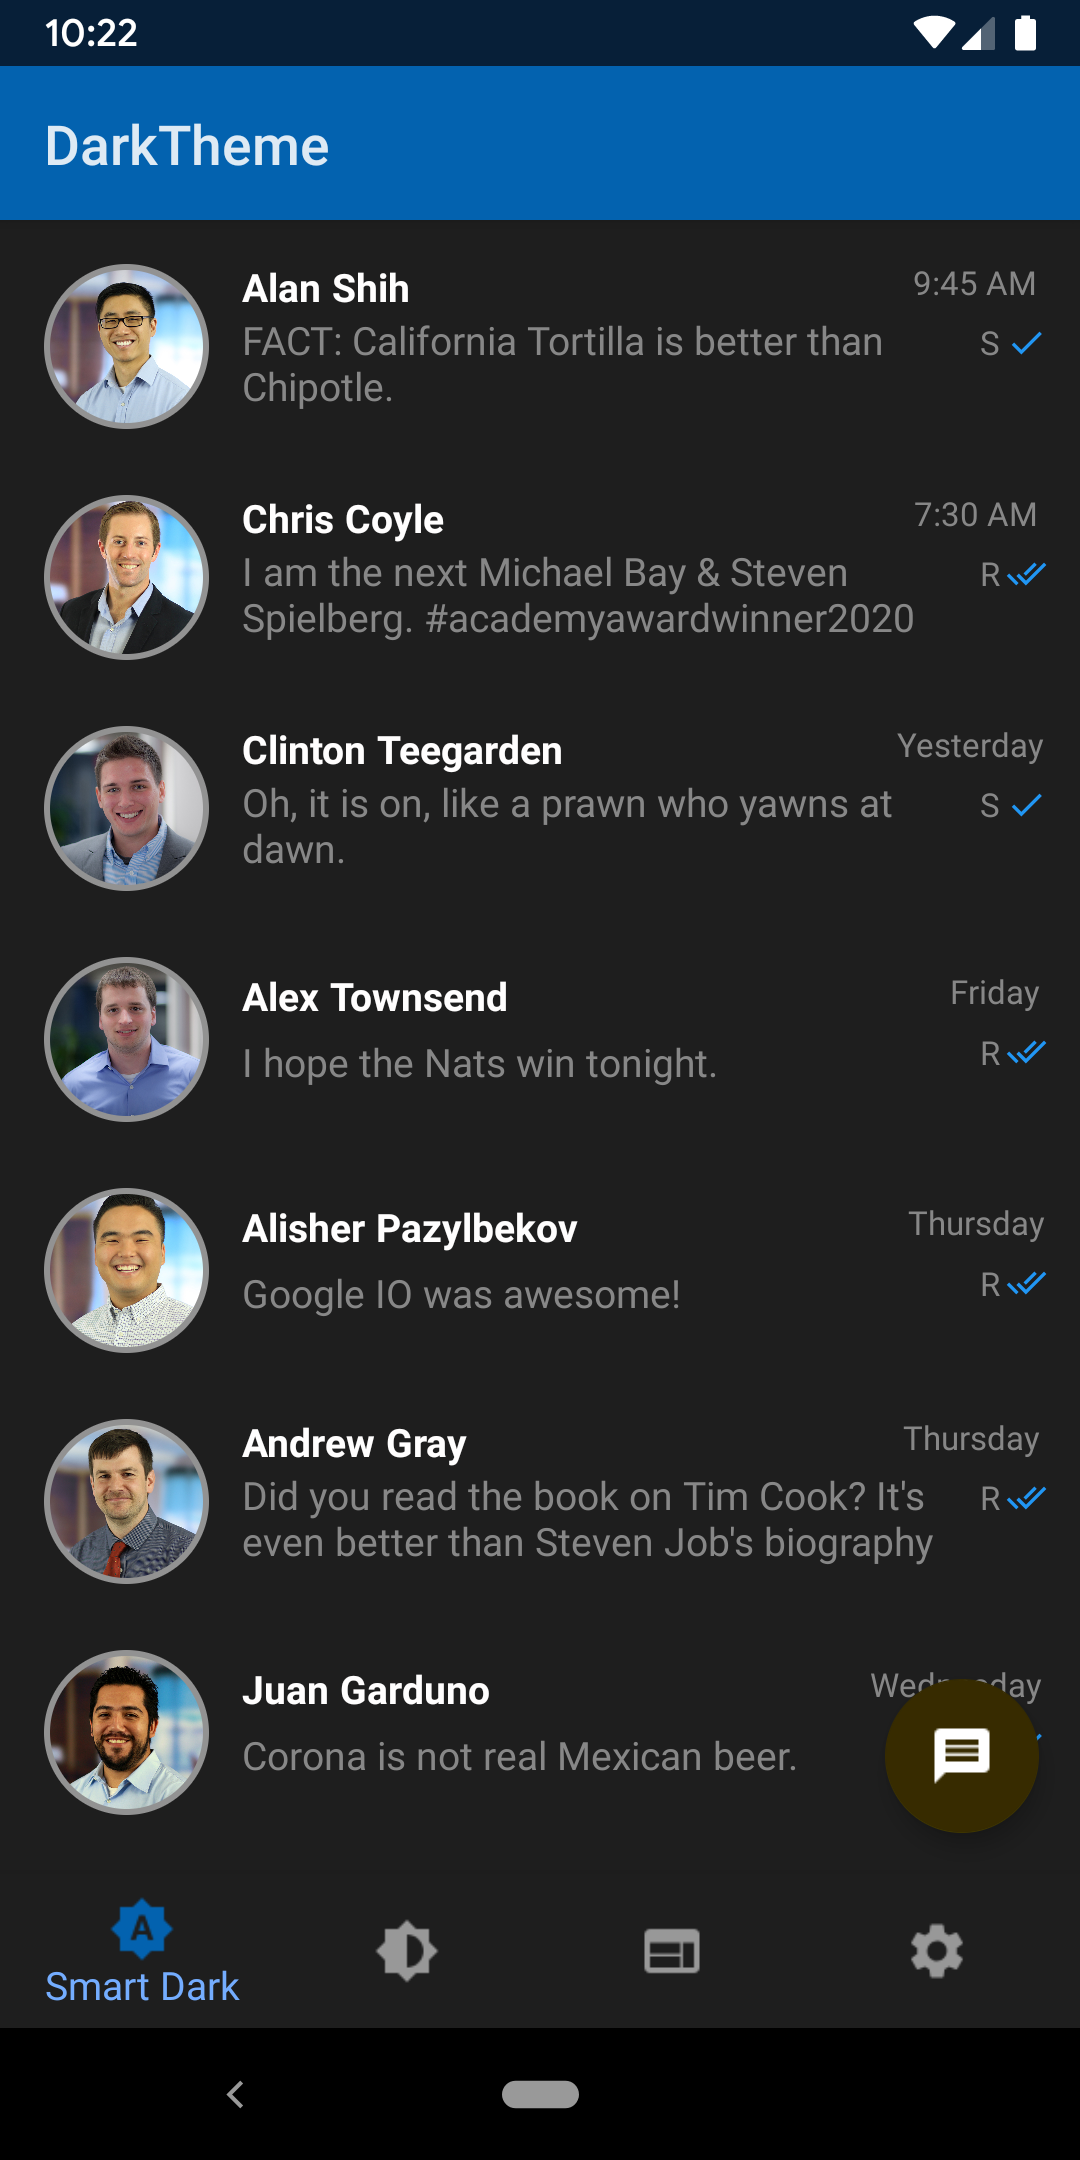 10:22
DarkTheme
Alan Shih
9:45 AM
FACT: California Tortilla is better than
S
Chipotle.
Chris Coyle
7:30 AM
I am the next Michael Bay & Steven
R
Spielberg. #academyawardwinner2020
Clinton Teegarden
Yesterday
Oh, it is on, like a prawn who yawns at
S
dawn.
Alex Townsend
Friday
I hope the Nats win tonight.
R
Alisher Pazylbekov
Thursday
Google IO was awesome!
R
Andrew Gray
Thursday
Did you read the book on Tim Cook? It's
R
even better than Steven Job's biography
Juan Garduno
Corona is not real Mexican beer.
A
Smart Dark